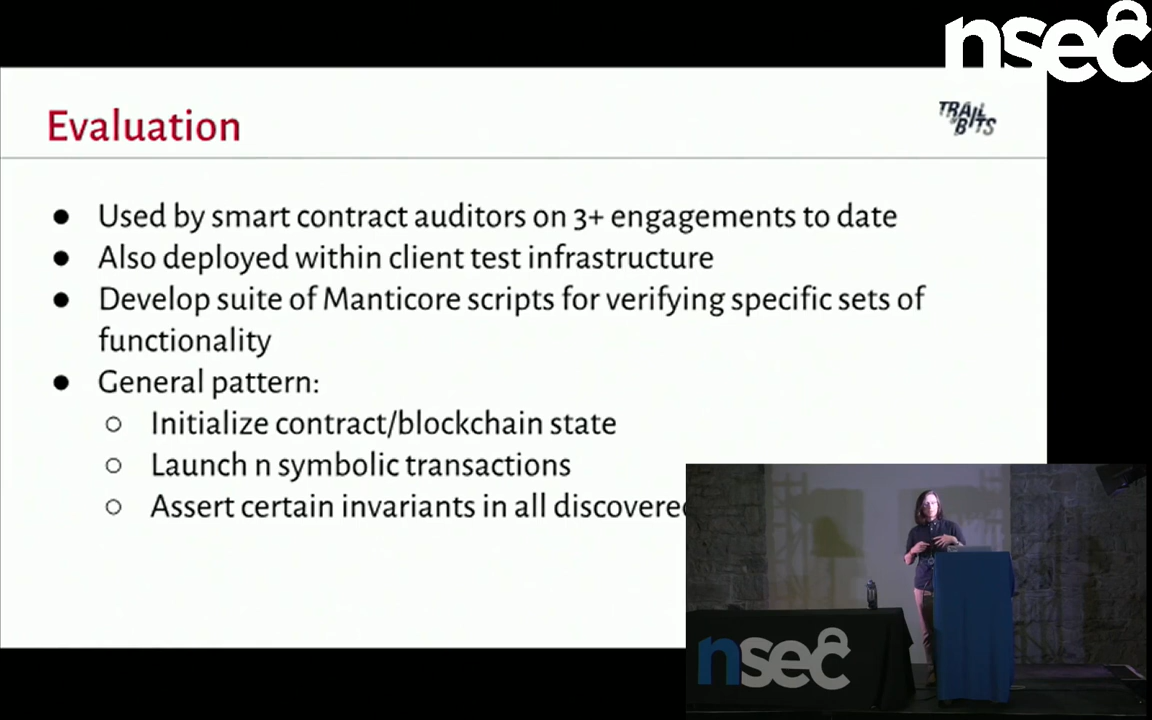 nsec
Evaluation
TRAIL
OF
BITS
● Used by smart contract auditors on 3+ engagements to date
● Also deployed within client test infrastructure
● Develop suite of Manticore scripts for verifying specific sets of
functionality
● General pattern:
○ Initialize contract/blockchain state
○ Launch n symbolic transactions
○ Assert certain invariants in all discovered
nsec